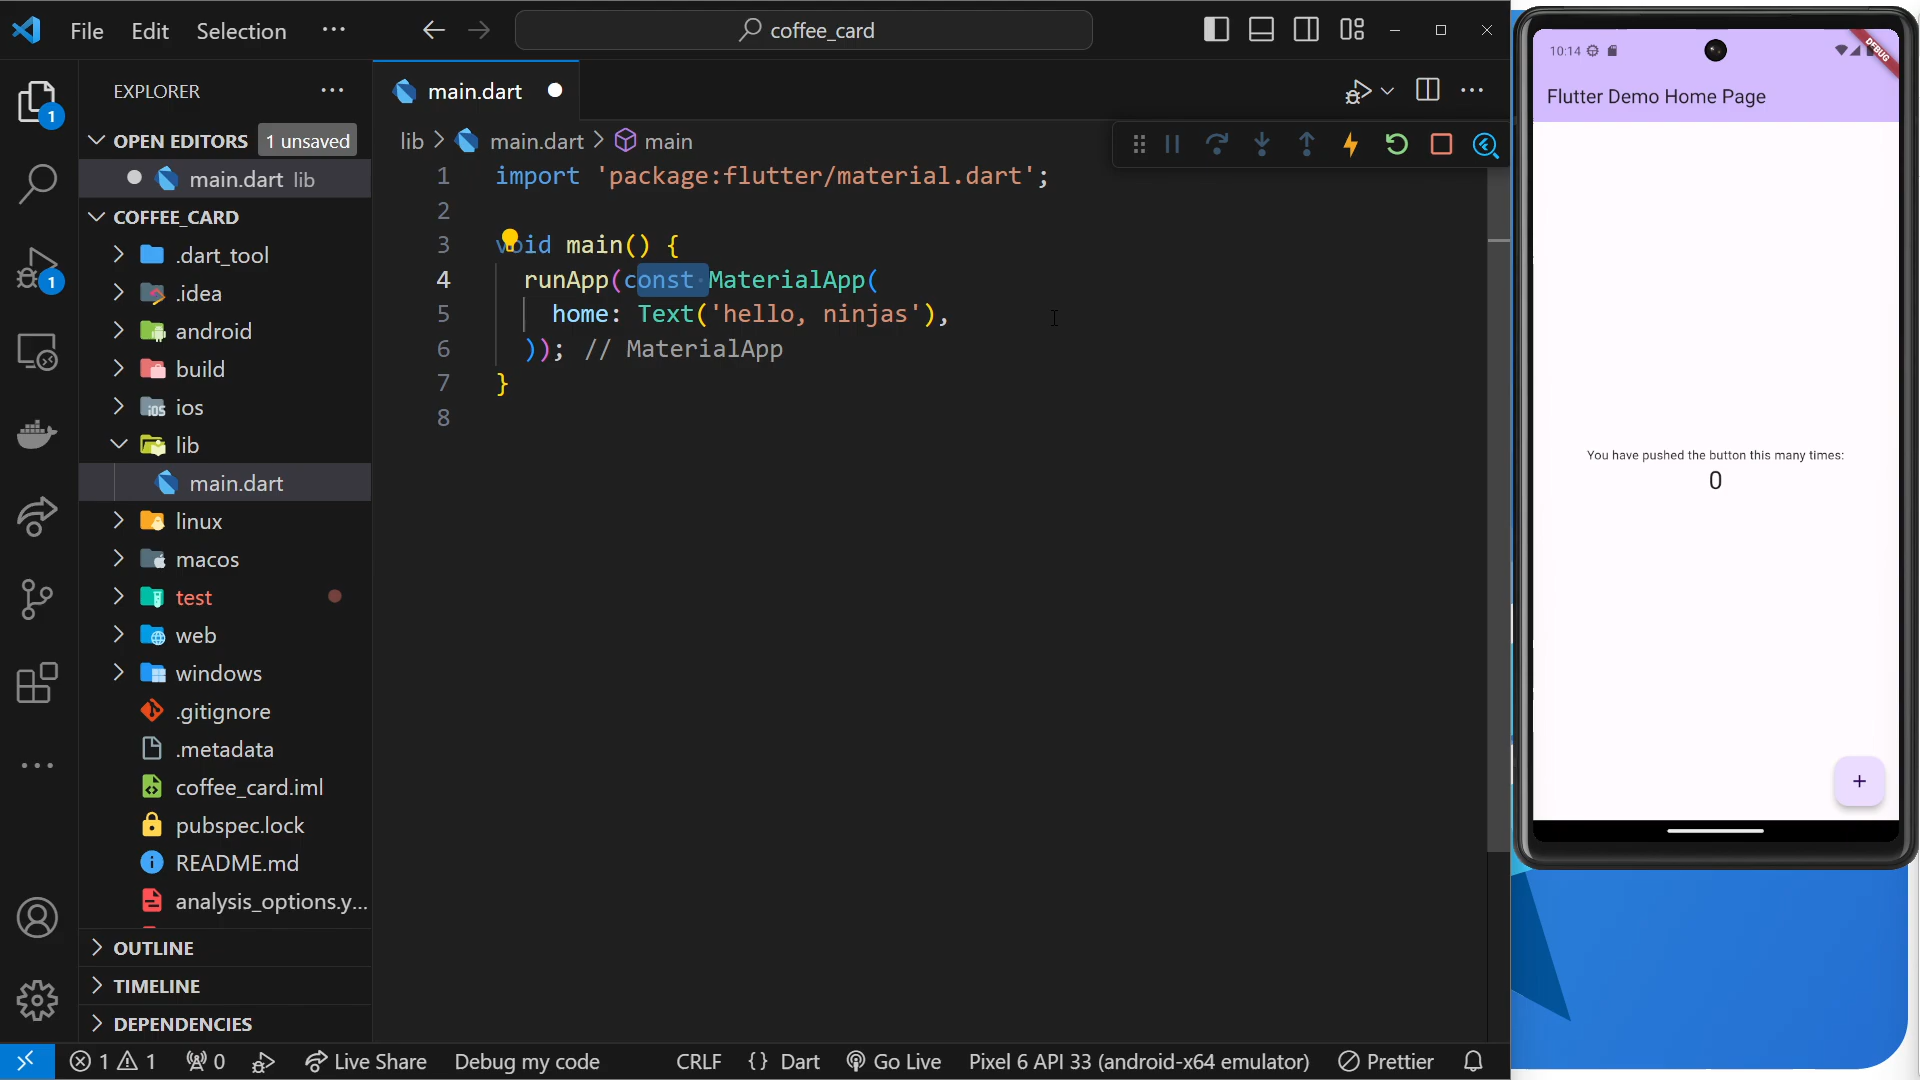 File Edit Selection ···
coffee_card
EXPLORER ···
OPEN EDITORS 1 unsaved
main.dart lib
COFFEE_CARD
.dart_tool
.idea
android
build
ios
lib
main.dart
linux
macos
test
web
windows
.gitignore
.metadata
coffee_card.iml
pubspec.lock
README.md
analysis_options.y...
OUTLINE
TIMELINE
DEPENDENCIES
1
1
main.dart
lib > main.dart > main
1 import 'package:flutter/material.dart';
2
3 void main() {
4 runApp(const MaterialApp(
5 home: Text('hello, ninjas'),
6 )); // MaterialApp
7 }
8
1 1 0 Live Share Debug my code CRLF {} Dart Go Live Pixel 6 API 33 (android-x64 emulator) Prettier
10:14
DEBUG
Flutter Demo Home Page
You have pushed the button this many times:
0
+